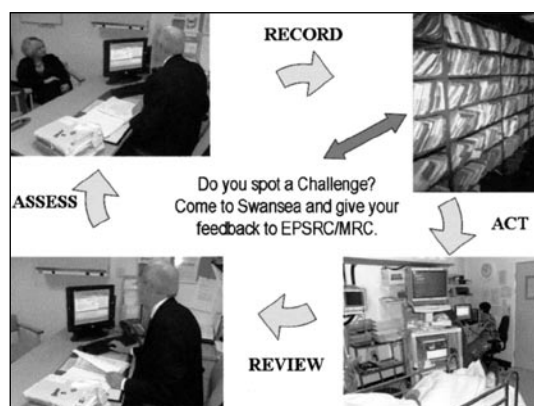 RECORD
Do you spot a Challenge?
Come to Swansea and give your
feedback to EPSRC/MRC.
ASSESS
ACT
REVIEW